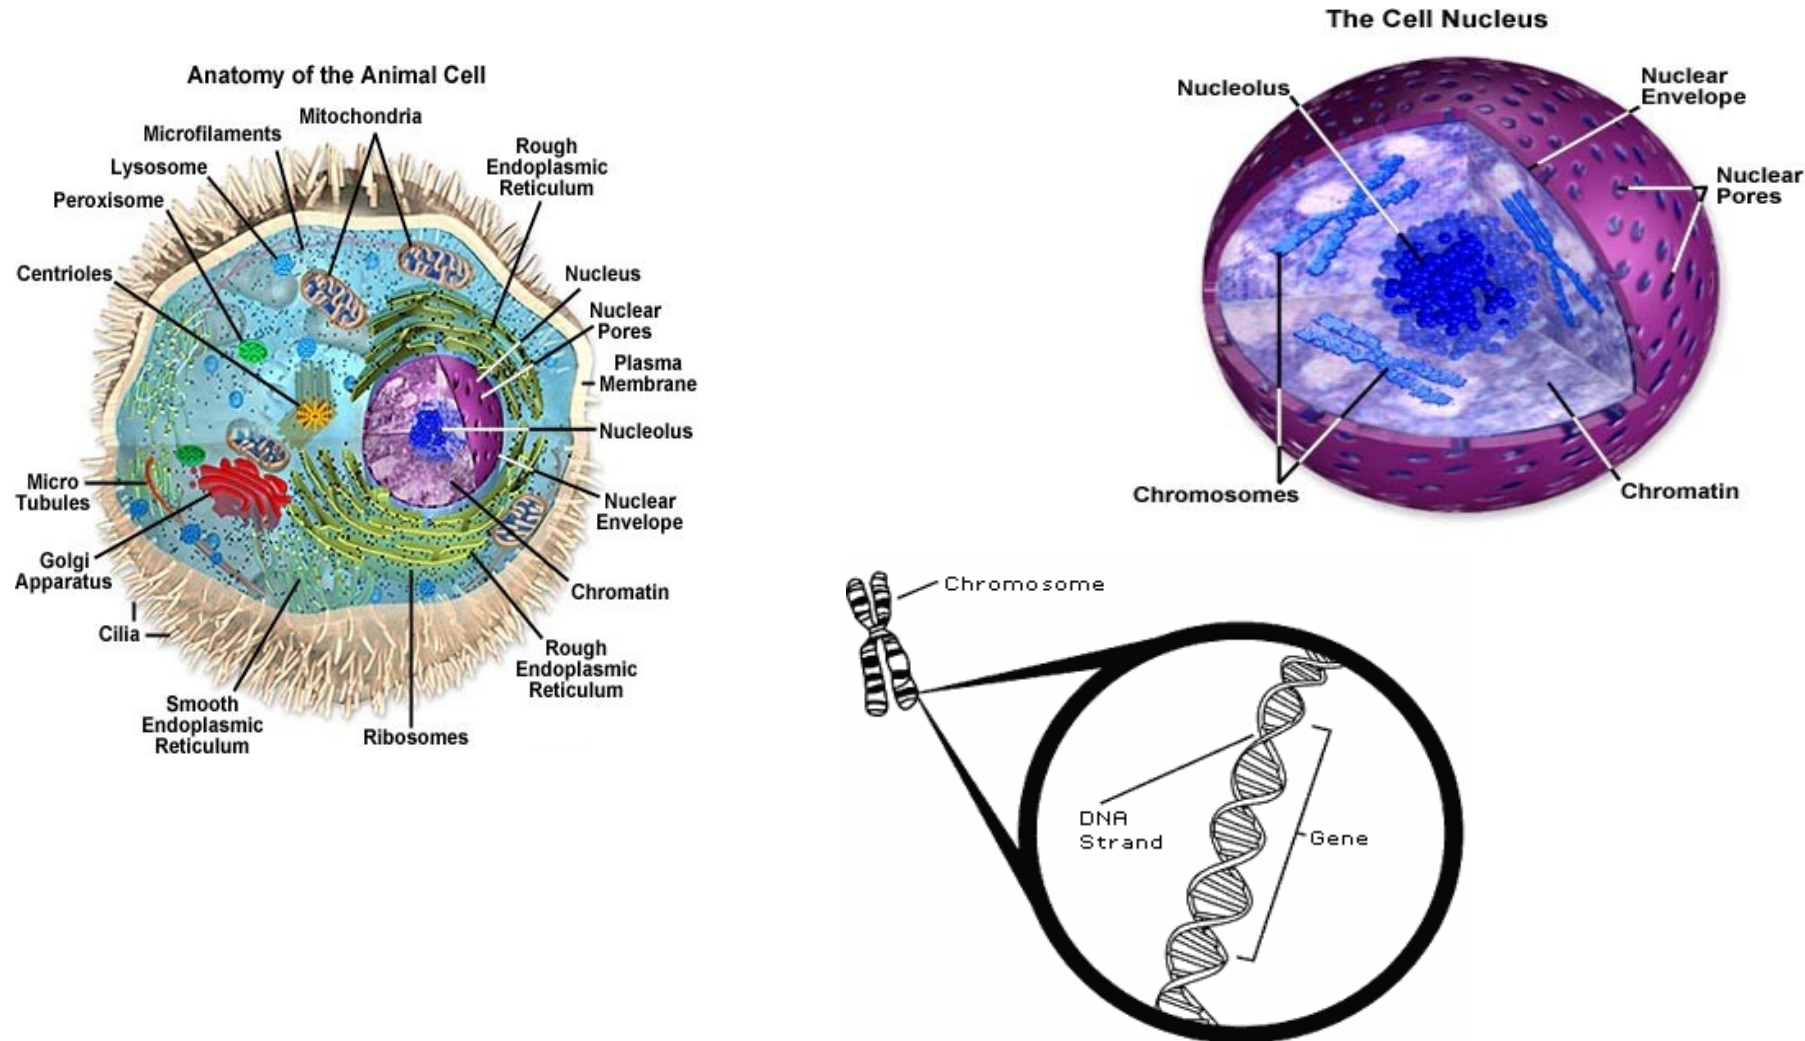 Anatomy of the Animal Cell
Mitochondria
Microfilaments
Lysosome
Peroxisome
Rough
Endoplasmic
Reticulum
Centrioles
Nucleus
Nuclear
Pores
Plasma
Membrane
Nucleolus
Micro
Tubules
Nuclear
Envelope
Golgi
Apparatus
Chromatin
Cilia
Rough
Endoplasmic
Reticulum
Smooth
Endoplasmic
Reticulum
Ribosomes
The Cell Nucleus
Nucleolus
Nuclear
Envelope
Nuclear
Pores
Chromosomes
Chromatin
Chromosome
DNA
Strand
Gene